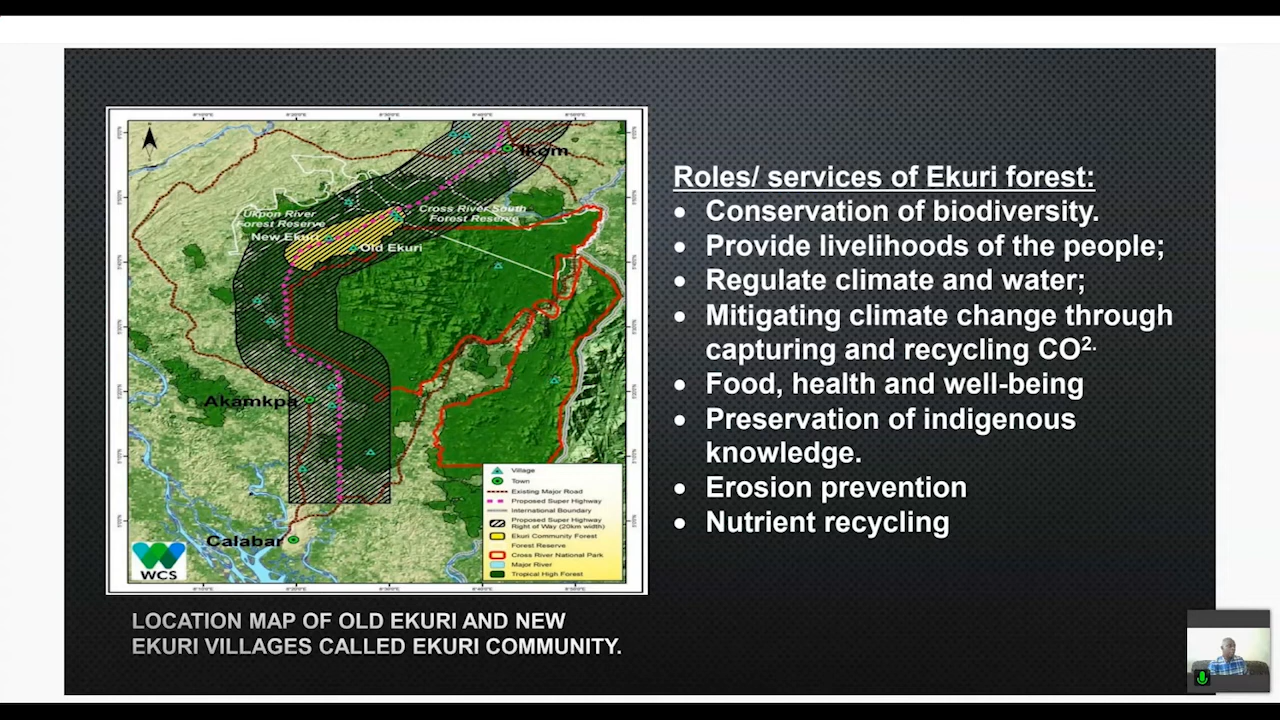 Ikom
Ukpon River
Forest Reserve
Cross River South
Forest Reserve
New Ekuri
Old Ekuri
Akamkpa
Calabar
WCS
Village
Town
Existing Major Road
Proposed Super Highway
International Boundary
Proposed Super Highway
Right of Way (20km width)
Ekuri Community Forest
Forest Reserve
Cross River National Park
Major River
Tropical High Forest
LOCATION MAP OF OLD EKURI AND NEW
EKURI VILLAGES CALLED EKURI COMMUNITY.
Roles/ services of Ekuri forest:
• Conservation of biodiversity.
• Provide livelihoods of the people;
• Regulate climate and water;
• Mitigating climate change through
capturing and recycling CO²·
• Food, health and well-being
• Preservation of indigenous
knowledge.
• Erosion prevention
• Nutrient recycling